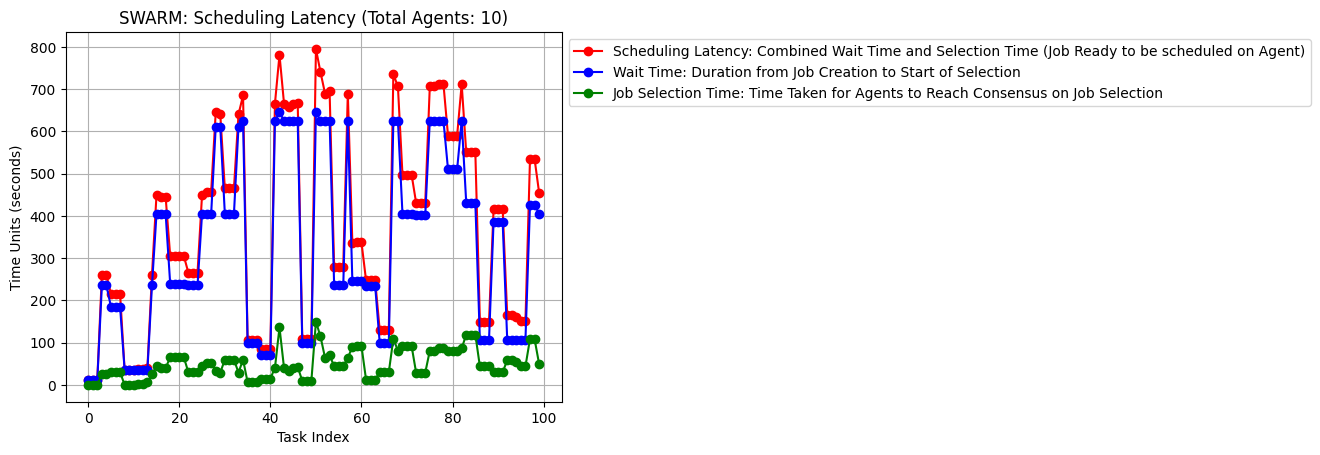 SWARM: Scheduling Latency (Total Agents: 10)
Scheduling Latency: Combined Wait Time and Selection Time (Job Ready to be scheduled on Agent)
Wait Time: Duration from Job Creation to Start of Selection
Job Selection Time: Time Taken for Agents to Reach Consensus on Job Selection
Time Units (seconds)
800
700
600
500
400
300
200
100
0
0 20 40 60 80 100
Task Index